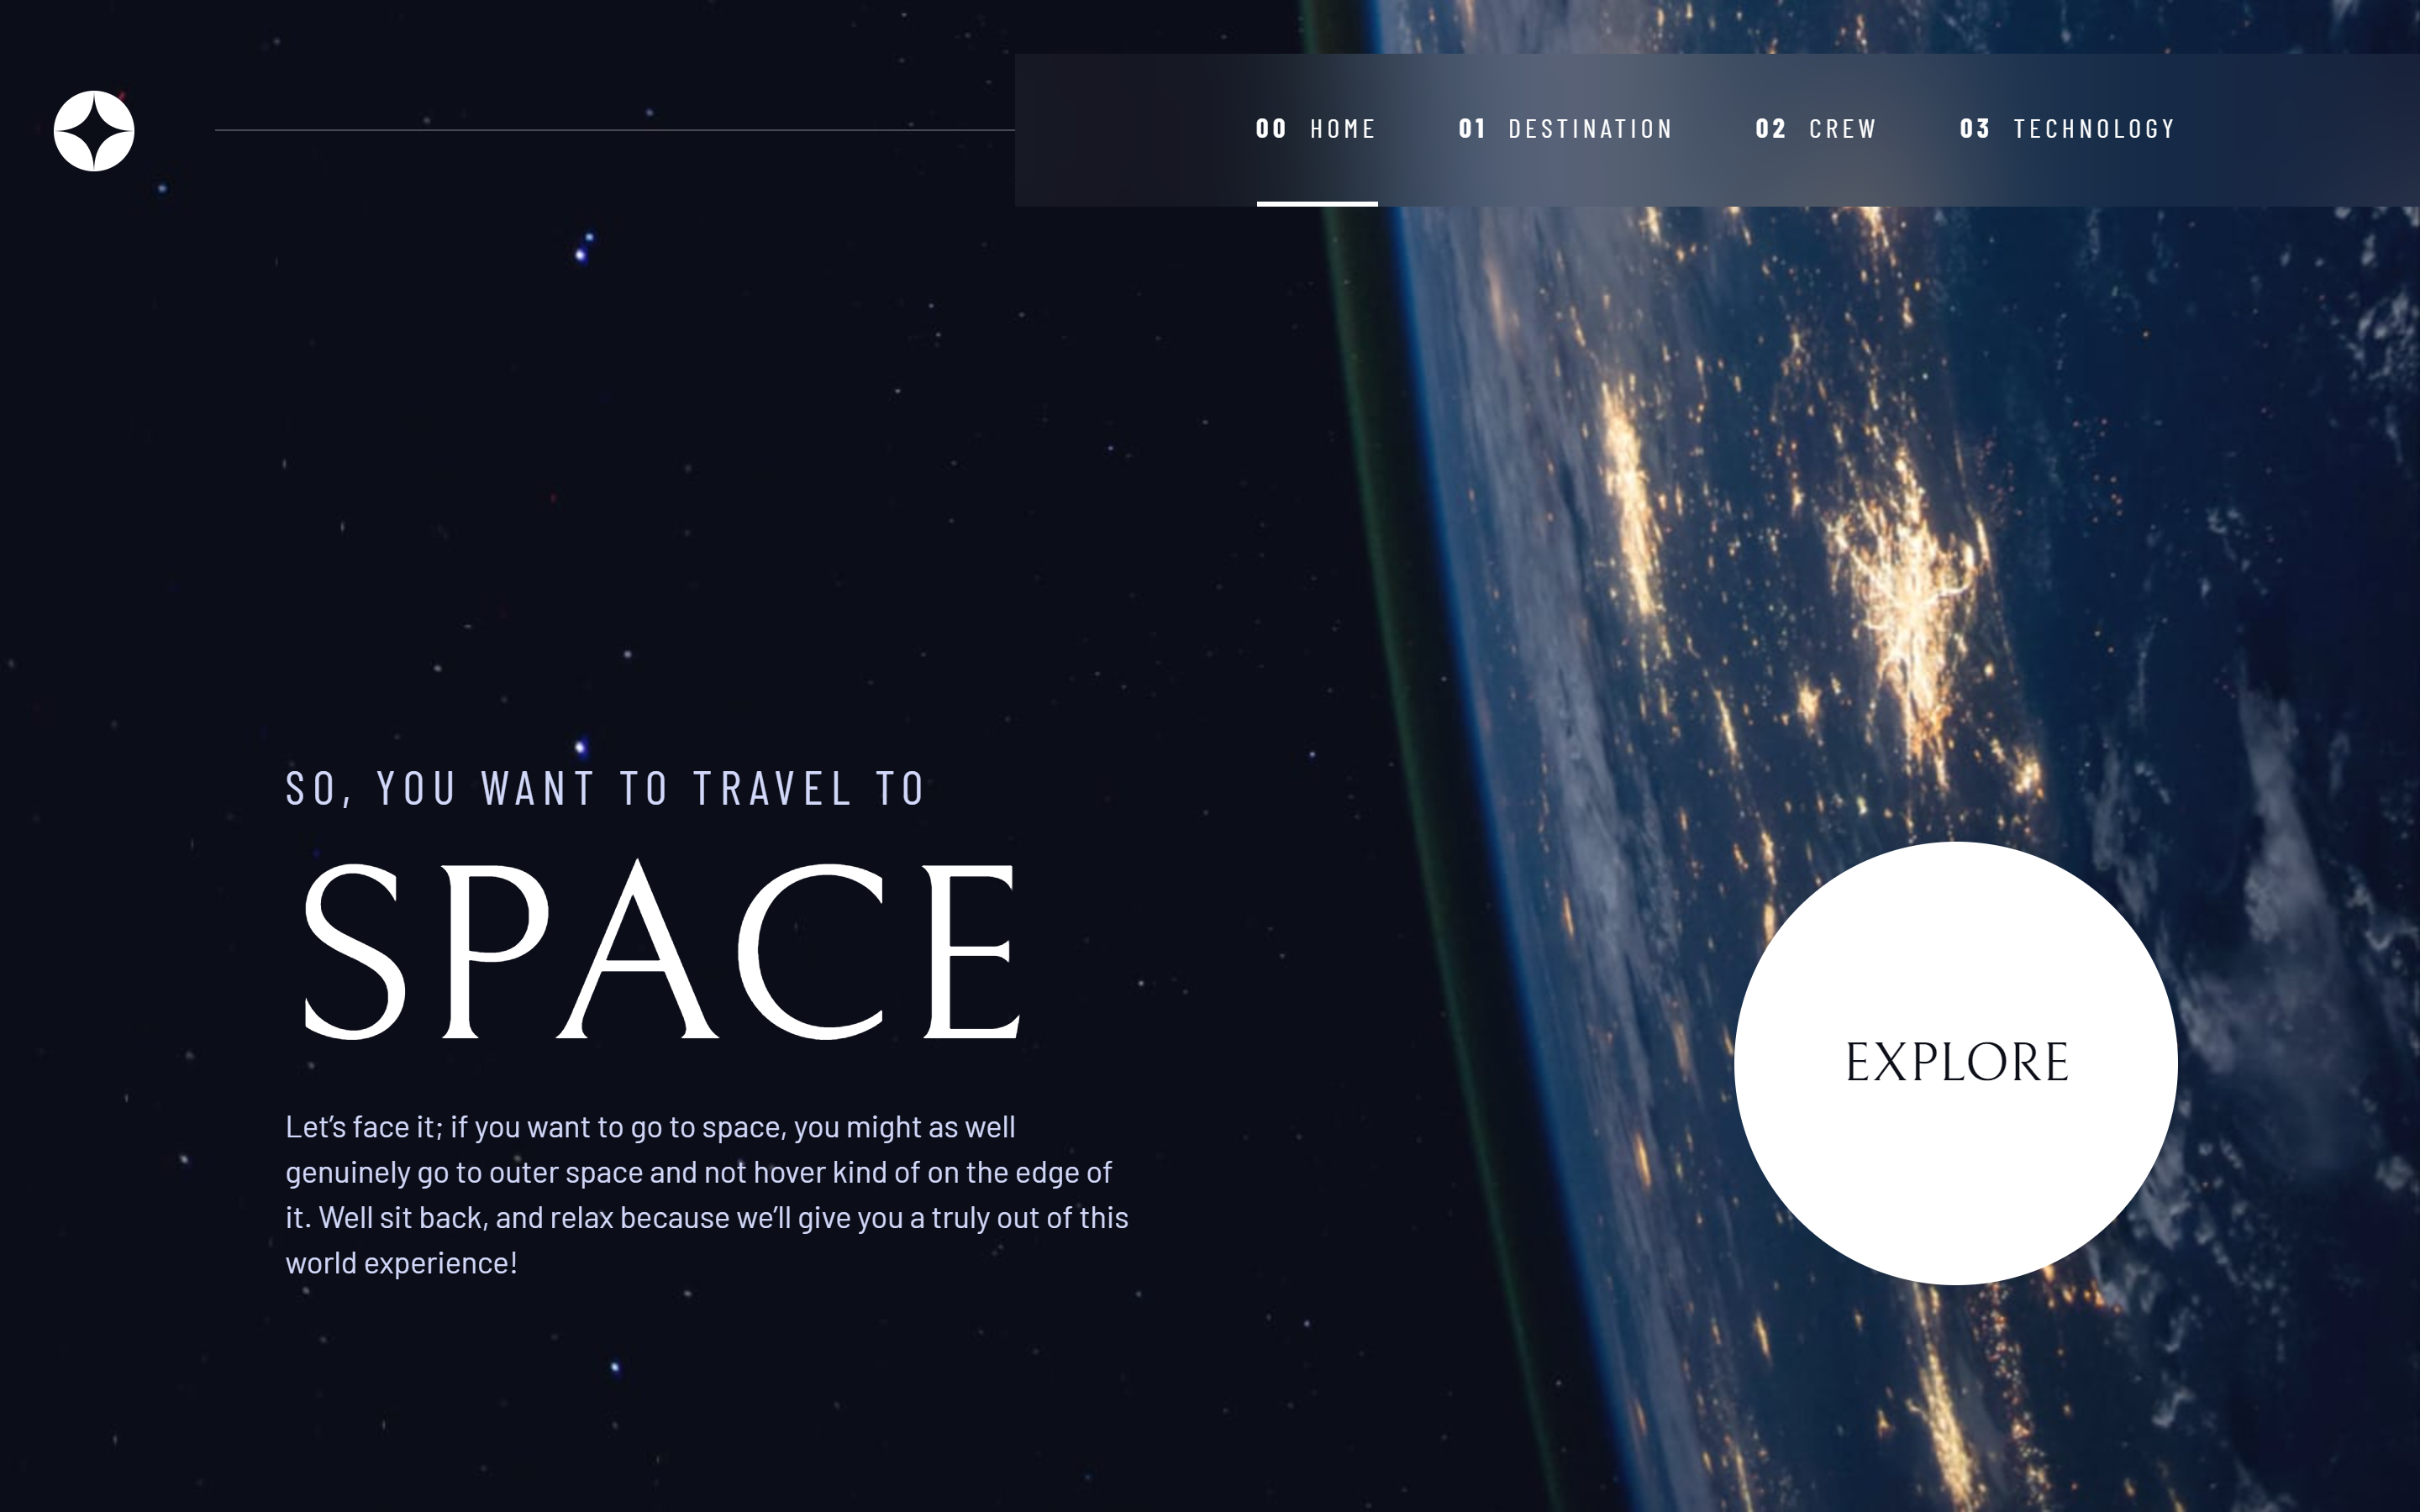 00 HOME 01 DESTINATION 02 CREW 03 TECHNOLOGY
SO, YOU WANT TO TRAVEL TO
SPACE
Let’s face it; if you want to go to space, you might as well
genuinely go to outer space and not hover kind of on the edge of
it. Well sit back, and relax because we’ll give you a truly out of this
world experience!
EXPLORE